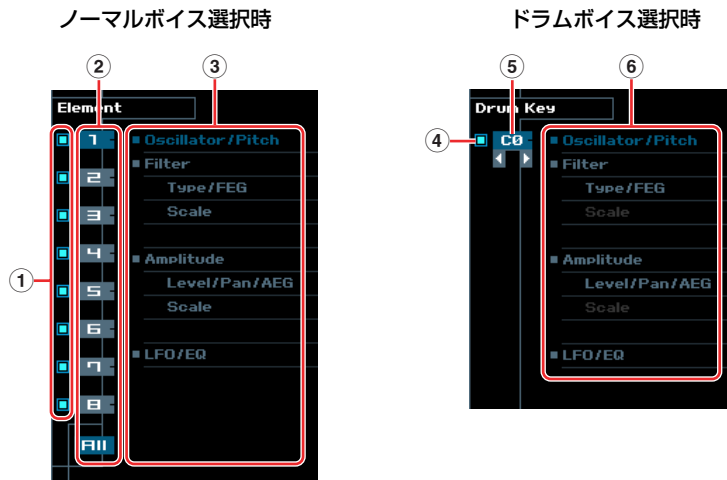 ノーマルボイス選択時
② ③
Element
①
1
2
3
4
5
6
7
8
All
■ Oscillator/Pitch
■ Filter
Type/FEG
Scale
■ Amplitude
Level/Pan/AEG
Scale
■ LFO/EQ
ドラムボイス選択時
⑤ ⑥
Drum Key
④
C0
■ Oscillator/Pitch
■ Filter
Type/FEG
Scale
■ Amplitude
Level/Pan/AEG
Scale
■ LFO/EQ